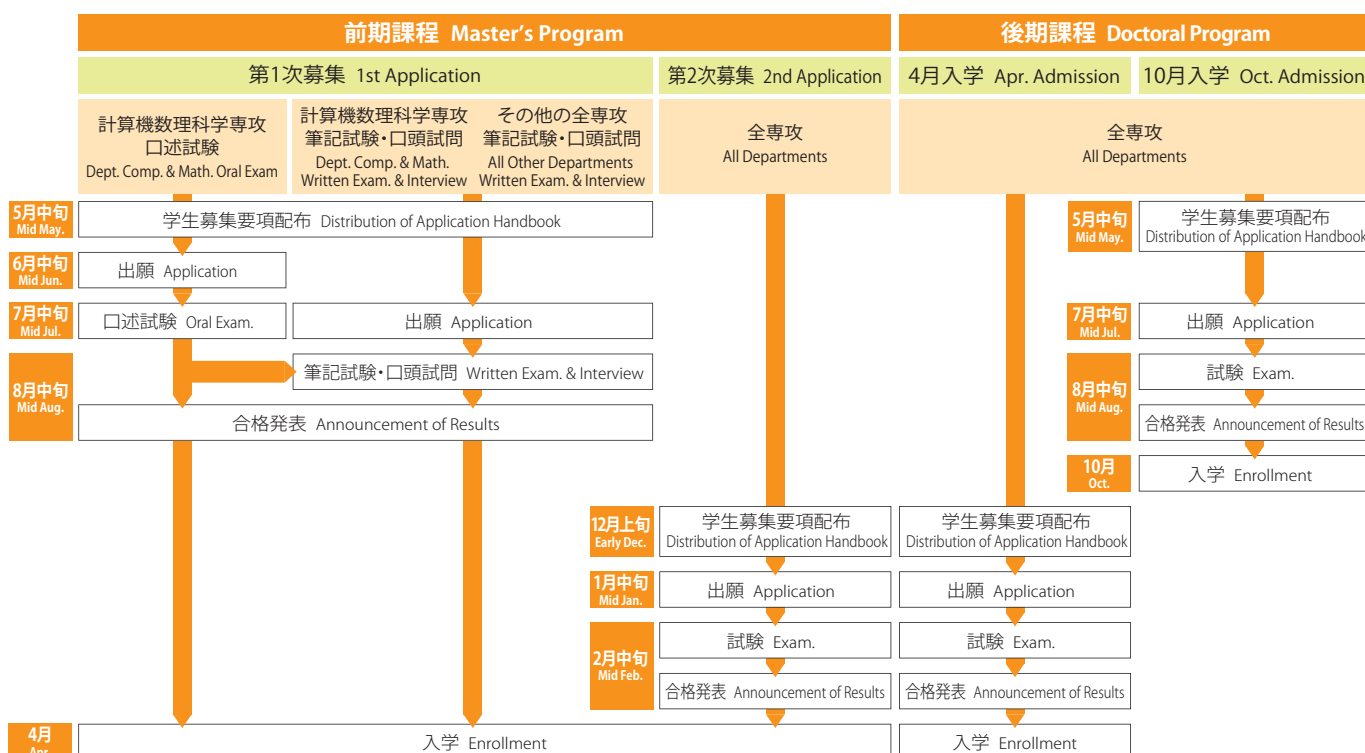 前期課程 Master's Program
後期課程 Doctoral Program
第1次募集 1st Application
第2次募集 2nd Application
4月入学 Apr. Admission
10月入学 Oct. Admission
計算機数理科学専攻
口述試験
Dept. Comp. & Math. Oral Exam
計算機数理科学専攻
筆記試験・口頭試問
Dept. Comp. & Math.
Written Exam. & Interview
その他の全専攻
筆記試験・口頭試問
All Other Departments
Written Exam. & Interview
全専攻
All Departments
全専攻
All Departments
5月中旬
Mid May.
学生募集要項配布 Distribution of Application Handbook
5月中旬
Mid May.
学生募集要項配布
Distribution of Application Handbook
6月中旬
Mid Jun.
出願 Application
7月中旬
Mid Jul.
口述試験 Oral Exam.
出願 Application
7月中旬
Mid Jul.
出願 Application
8月中旬
Mid Aug.
筆記試験・口頭試問 Written Exam. & Interview
合格発表 Announcement of Results
8月中旬
Mid Aug.
試験 Exam.
合格発表 Announcement of Results
10月
Oct.
入学 Enrollment
12月上旬
Early Dec.
学生募集要項配布
Distribution of Application Handbook
学生募集要項配布
Distribution of Application Handbook
1月中旬
Mid Jan.
出願 Application
出願 Application
2月中旬
Mid Feb.
試験 Exam.
試験 Exam.
合格発表 Announcement of Results
合格発表 Announcement of Results
4月
Apr.
入学 Enrollment
入学 Enrollment